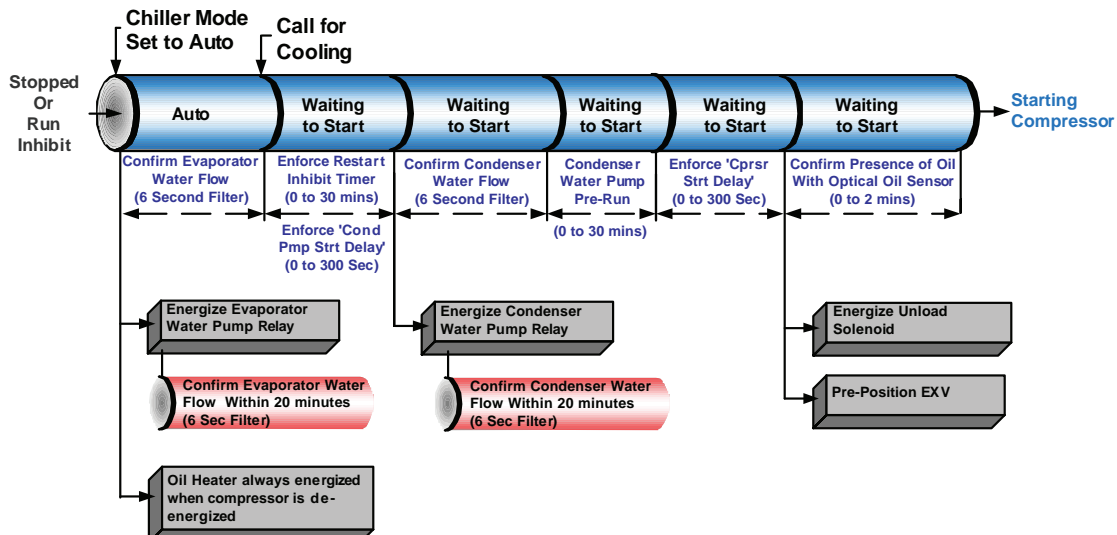 Chiller Mode
Set to Auto
Call for
Cooling
Stopped
Or
Run
Inhibit
Auto
Waiting
to Start
Waiting
to Start
Waiting
to Start
Waiting
to Start
Waiting
to Start
Starting
Compressor
Confirm Evaporator
Water Flow
(6 Second Filter)
Enforce Restart
Inhibit Timer
(0 to 30 mins)
Enforce 'Cond
Pmp Strt Delay'
(0 to 300 Sec)
Confirm Condenser
Water Flow
(6 Second Filter)
Condenser
Water Pump
Pre-Run
(0 to 30 mins)
Enforce 'Cprsr
Strt Delay'
(0 to 300 Sec)
Confirm Presence of Oil
With Optical Oil Sensor
(0 to 2 mins)
Energize Evaporator
Water Pump Relay
Confirm Evaporator Water
Flow Within 20 minutes
(6 Sec Filter)
Oil Heater always energized
when compressor is de-
energized
Energize Condenser
Water Pump Relay
Confirm Condenser Water
Flow Within 20 minutes
(6 Sec Filter)
Energize Unload
Solenoid
Pre-Position EXV